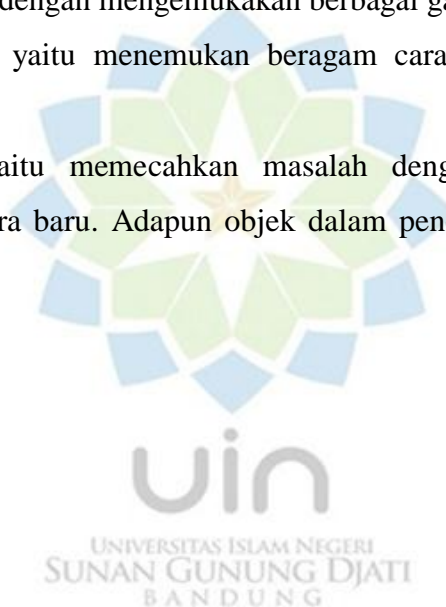 dengan mengemukakan berbagai ga
yaitu menemukan beragam cara
aitu memecahkan masalah deng
ra baru. Adapun objek dalam pen
uin
UNIVERSITAS ISLAM NEGERI
SUNAN GUNUNG DJATI
BANDUNG